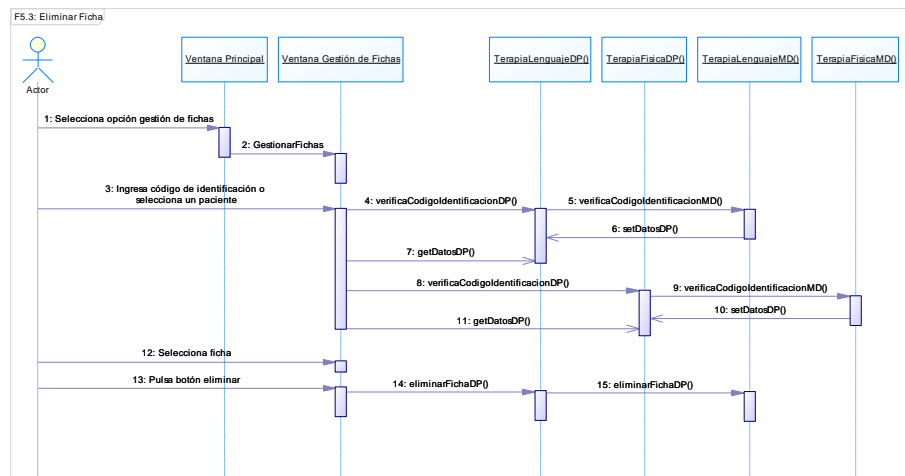 F5.3: Eliminar Ficha
Actor
Ventana Principal
Ventana Gestión de Fichas
TerapiaLenguajeDP()
TerapiaFisicaDP()
TerapiaLenguajeMD()
TerapiaFisicaMD()
1: Selecciona opción gestión de fichas
2: GestionarFichas
3: Ingresa código de identificación o
selecciona un paciente
4: verificaCodigoIdentificacionDP()
5: verificaCodigoIdentificacionMD()
6: setDatosDP()
7: getDatosDP()
8: verificaCodigoIdentificacionDP()
9: verificaCodigoIdentificacionMD()
10: setDatosDP()
11: getDatosDP()
12: Selecciona ficha
13: Pulsa botón eliminar
14: eliminarFichaDP()
15: eliminarFichaDP()